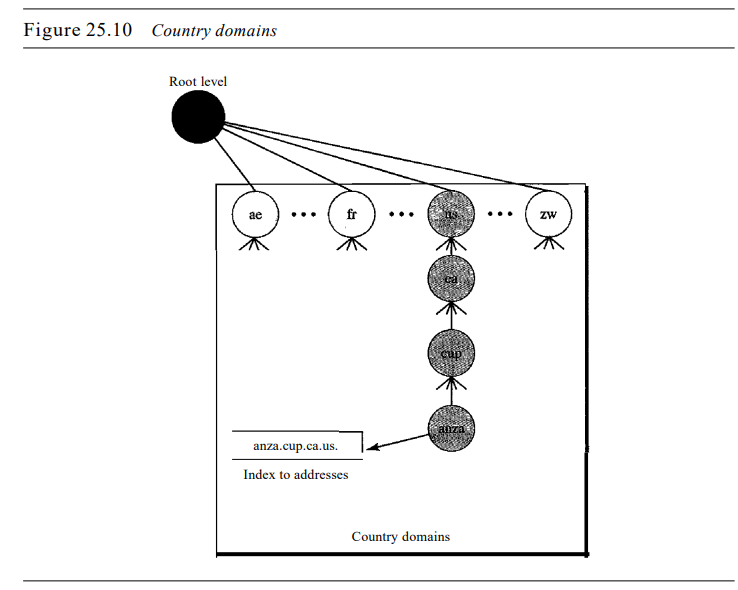 Figure 25.10 Country domains
Root level
ae ••• fr ••• us ••• zw
ca
cup
anza
anza.cup.ca.us.
Index to addresses
Country domains